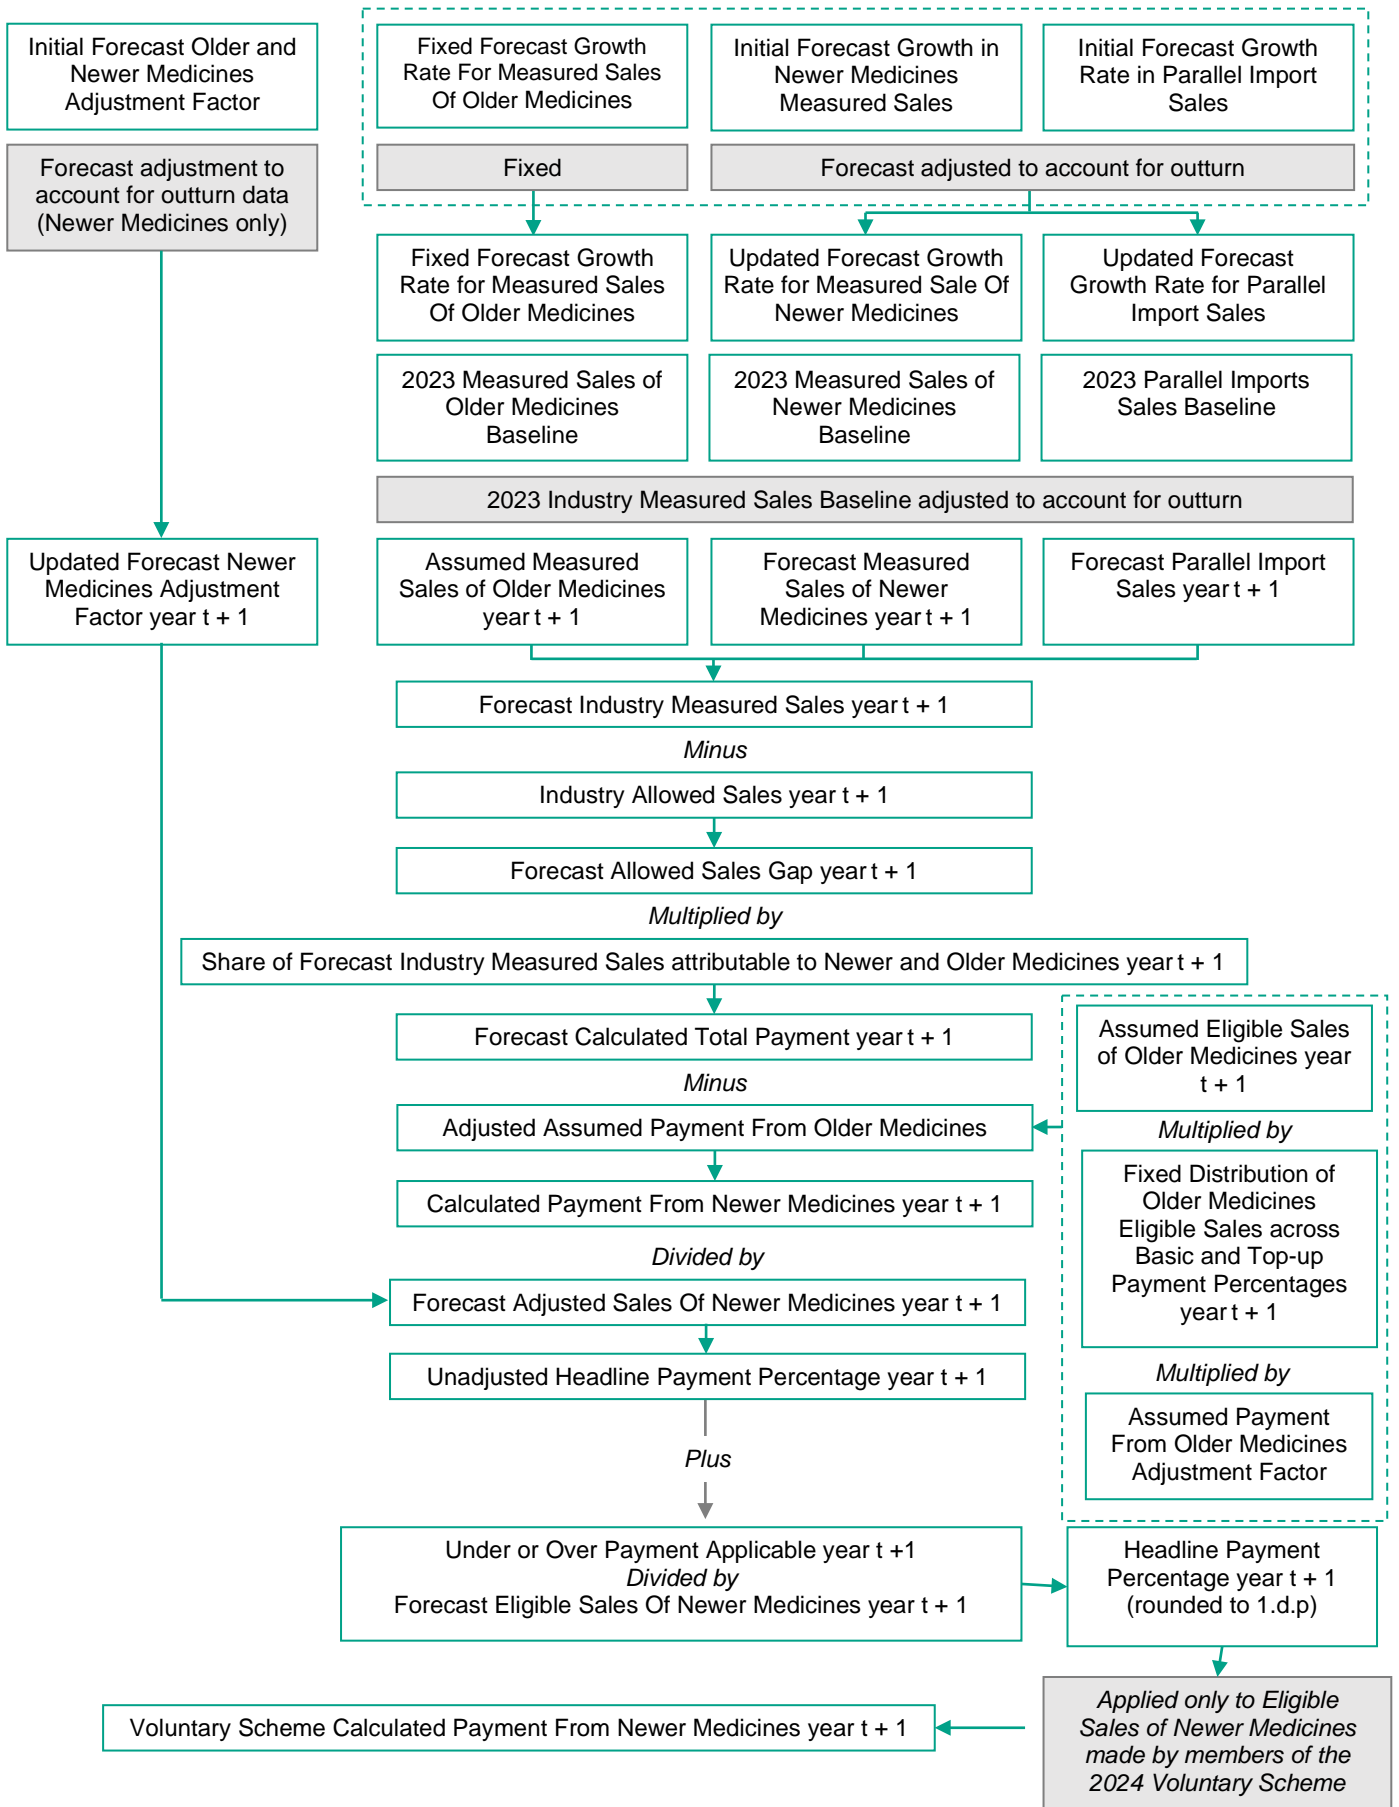 Initial Forecast Older and
Newer Medicines
Adjustment Factor
Forecast adjustment to
account for outturn data
(Newer Medicines only)
Fixed Forecast Growth
Rate For Measured Sales
Of Older Medicines
Initial Forecast Growth in
Newer Medicines
Measured Sales
Initial Forecast Growth
Rate in Parallel Import
Sales
Fixed
Forecast adjusted to account for outturn
Fixed Forecast Growth
Rate for Measured Sales
Of Older Medicines
Updated Forecast Growth
Rate for Measured Sale Of
Newer Medicines
Updated Forecast
Growth Rate for Parallel
Import Sales
2023 Measured Sales of
Older Medicines
Baseline
2023 Measured Sales of
Newer Medicines
Baseline
2023 Parallel Imports
Sales Baseline
2023 Industry Measured Sales Baseline adjusted to account for outturn
Updated Forecast Newer
Medicines Adjustment
Factor year t + 1
Assumed Measured
Sales of Older Medicines
year t + 1
Forecast Measured
Sales of Newer
Medicines year t + 1
Forecast Parallel Import
Sales year t + 1
Forecast Industry Measured Sales year t + 1
Minus
Industry Allowed Sales year t + 1
Forecast Allowed Sales Gap year t + 1
Multiplied by
Share of Forecast Industry Measured Sales attributable to Newer and Older Medicines year t + 1
Forecast Calculated Total Payment year t + 1
Minus
Adjusted Assumed Payment From Older Medicines
Assumed Eligible Sales
of Older Medicines year
t + 1
Multiplied by
Fixed Distribution of
Older Medicines
Eligible Sales across
Basic and Top-up
Payment Percentages
year t + 1
Multiplied by
Assumed Payment
From Older Medicines
Adjustment Factor
Calculated Payment From Newer Medicines year t + 1
Divided by
Forecast Adjusted Sales Of Newer Medicines year t + 1
Unadjusted Headline Payment Percentage year t + 1
Plus
Under or Over Payment Applicable year t +1
Divided by
Forecast Eligible Sales Of Newer Medicines year t + 1
Headline Payment
Percentage year t + 1
(rounded to 1.d.p)
Applied only to Eligible
Sales of Newer Medicines
made by members of the
2024 Voluntary Scheme
Voluntary Scheme Calculated Payment From Newer Medicines year t + 1